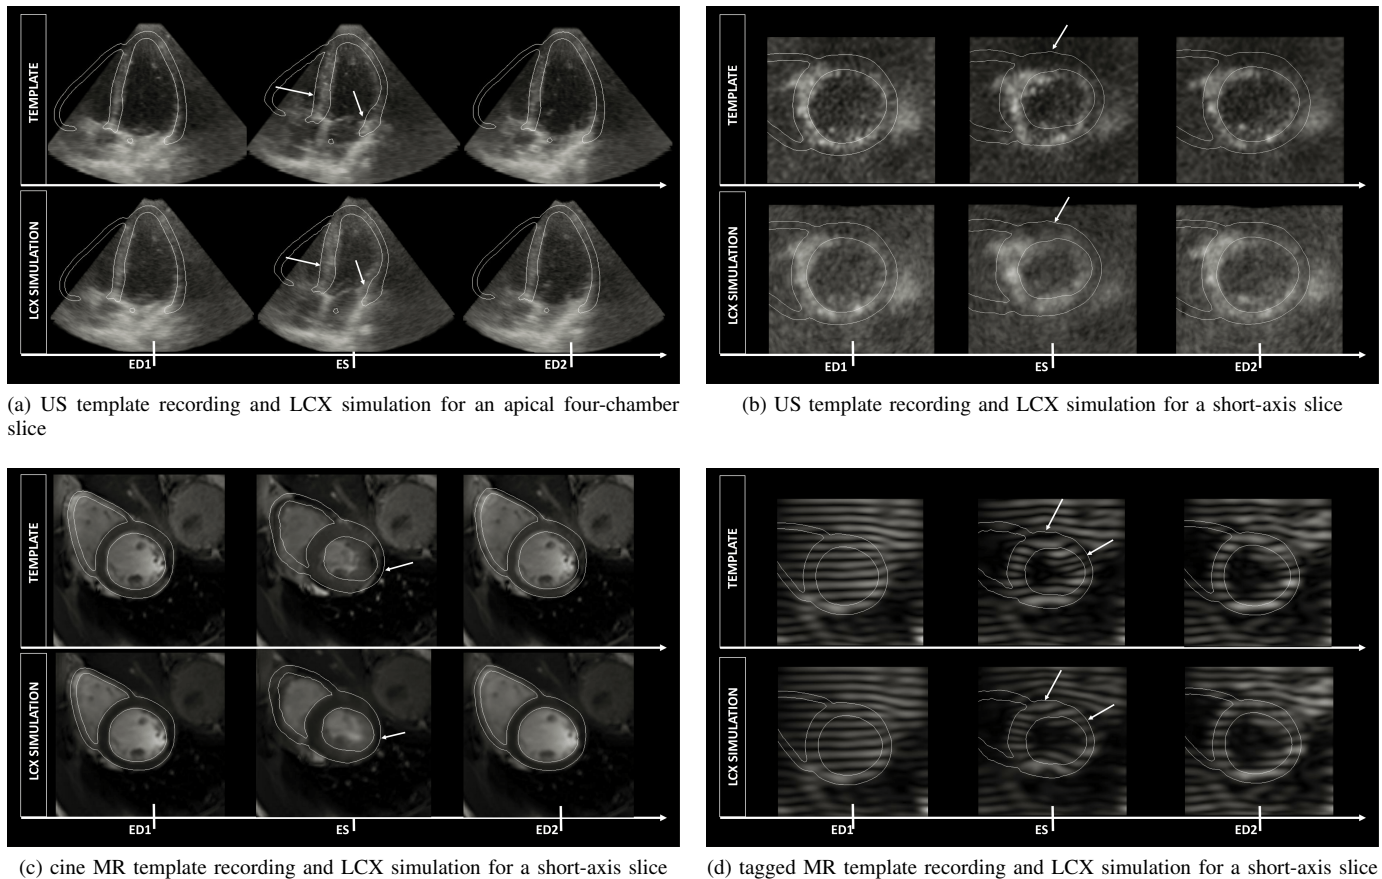 TEMPLATE
LCX SIMULATION
ED1
ES
ED2
(a) US template recording and LCX simulation for an apical four-chamber
slice
TEMPLATE
LCX SIMULATION
ED1
ES
ED2
(b) US template recording and LCX simulation for a short-axis slice
TEMPLATE
LCX SIMULATION
ED1
ES
ED2
(c) cine MR template recording and LCX simulation for a short-axis slice
TEMPLATE
LCX SIMULATION
ED1
ES
ED2
(d) tagged MR template recording and LCX simulation for a short-axis slice